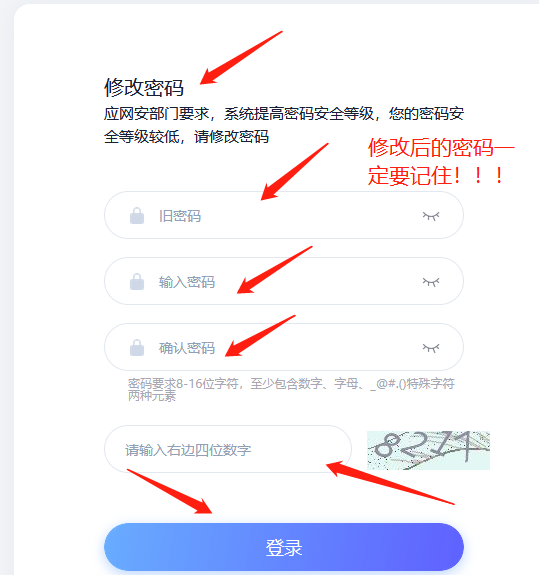 修改密码
应网安部门要求，系统提高密码安全等级，您的密码安
全等级较低，请修改密码
修改后的密码一
定要记住！！！
旧密码
输入密码
确认密码
密码要求8-16位字符，至少包含数字、字母、_@#.()特殊字符
两种元素
请输入右边四位数字
登录